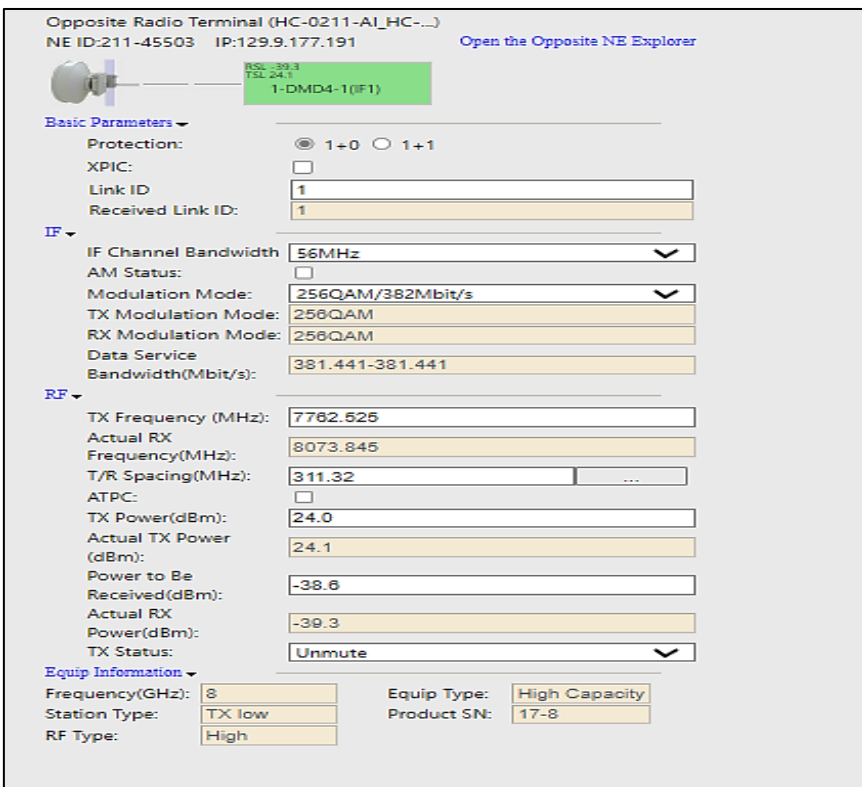 Opposite Radio Terminal (HC-0211-AI_HC-...)
NE ID:211-45503 IP:129.9.177.191 Open the Opposite NE Explorer
RSL -39.3
TSL 24.1
1-DMD4-1(IF1)
Basic Parameters
Protection: 1+0 1+1
XPIC:
Link ID 1
Received Link ID: 1
IF
IF Channel Bandwidth 56MHz
AM Status:
Modulation Mode: 256QAM/382Mbit/s
TX Modulation Mode: 256QAM
RX Modulation Mode: 256QAM
Data Service
Bandwidth(Mbit/s): 381.441-381.441
RF
TX Frequency (MHz): 7762.525
Actual RX
Frequency(MHz): 8073.845
T/R Spacing(MHz): 311.32 ...
ATPC:
TX Power(dBm): 24.0
Actual TX Power
(dBm): 24.1
Power to Be
Received(dBm): -38.6
Actual RX
Power(dBm): -39.3
TX Status: Unmute
Equip Information
Frequency(GHz): 8 Equip Type: High Capacity
Station Type: TX low Product SN: 17-8
RF Type: High